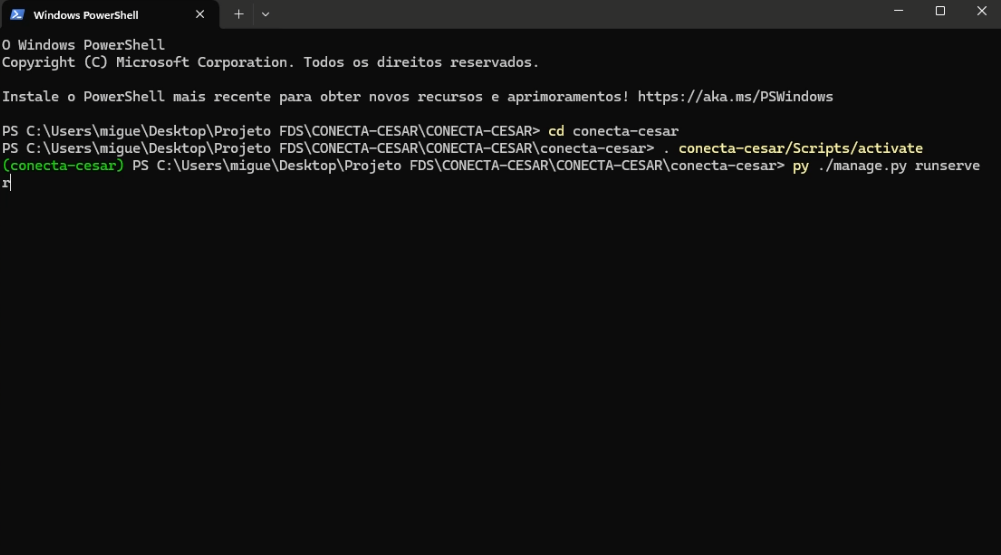 Windows PowerShell
O Windows PowerShell
Copyright (C) Microsoft Corporation. Todos os direitos reservados.
Instale o PowerShell mais recente para obter novos recursos e aprimoramentos! https://aka.ms/PSWindows
PS C:\Users\migue\Desktop\Projeto FDS\CONECTA-CESAR\CONECTA-CESAR> cd conecta-cesar
PS C:\Users\migue\Desktop\Projeto FDS\CONECTA-CESAR\CONECTA-CESAR\conecta-cesar> . conecta-cesar/Scripts/activate
(conecta-cesar) PS C:\Users\migue\Desktop\Projeto FDS\CONECTA-CESAR\CONECTA-CESAR\conecta-cesar> py ./manage.py runserve
r